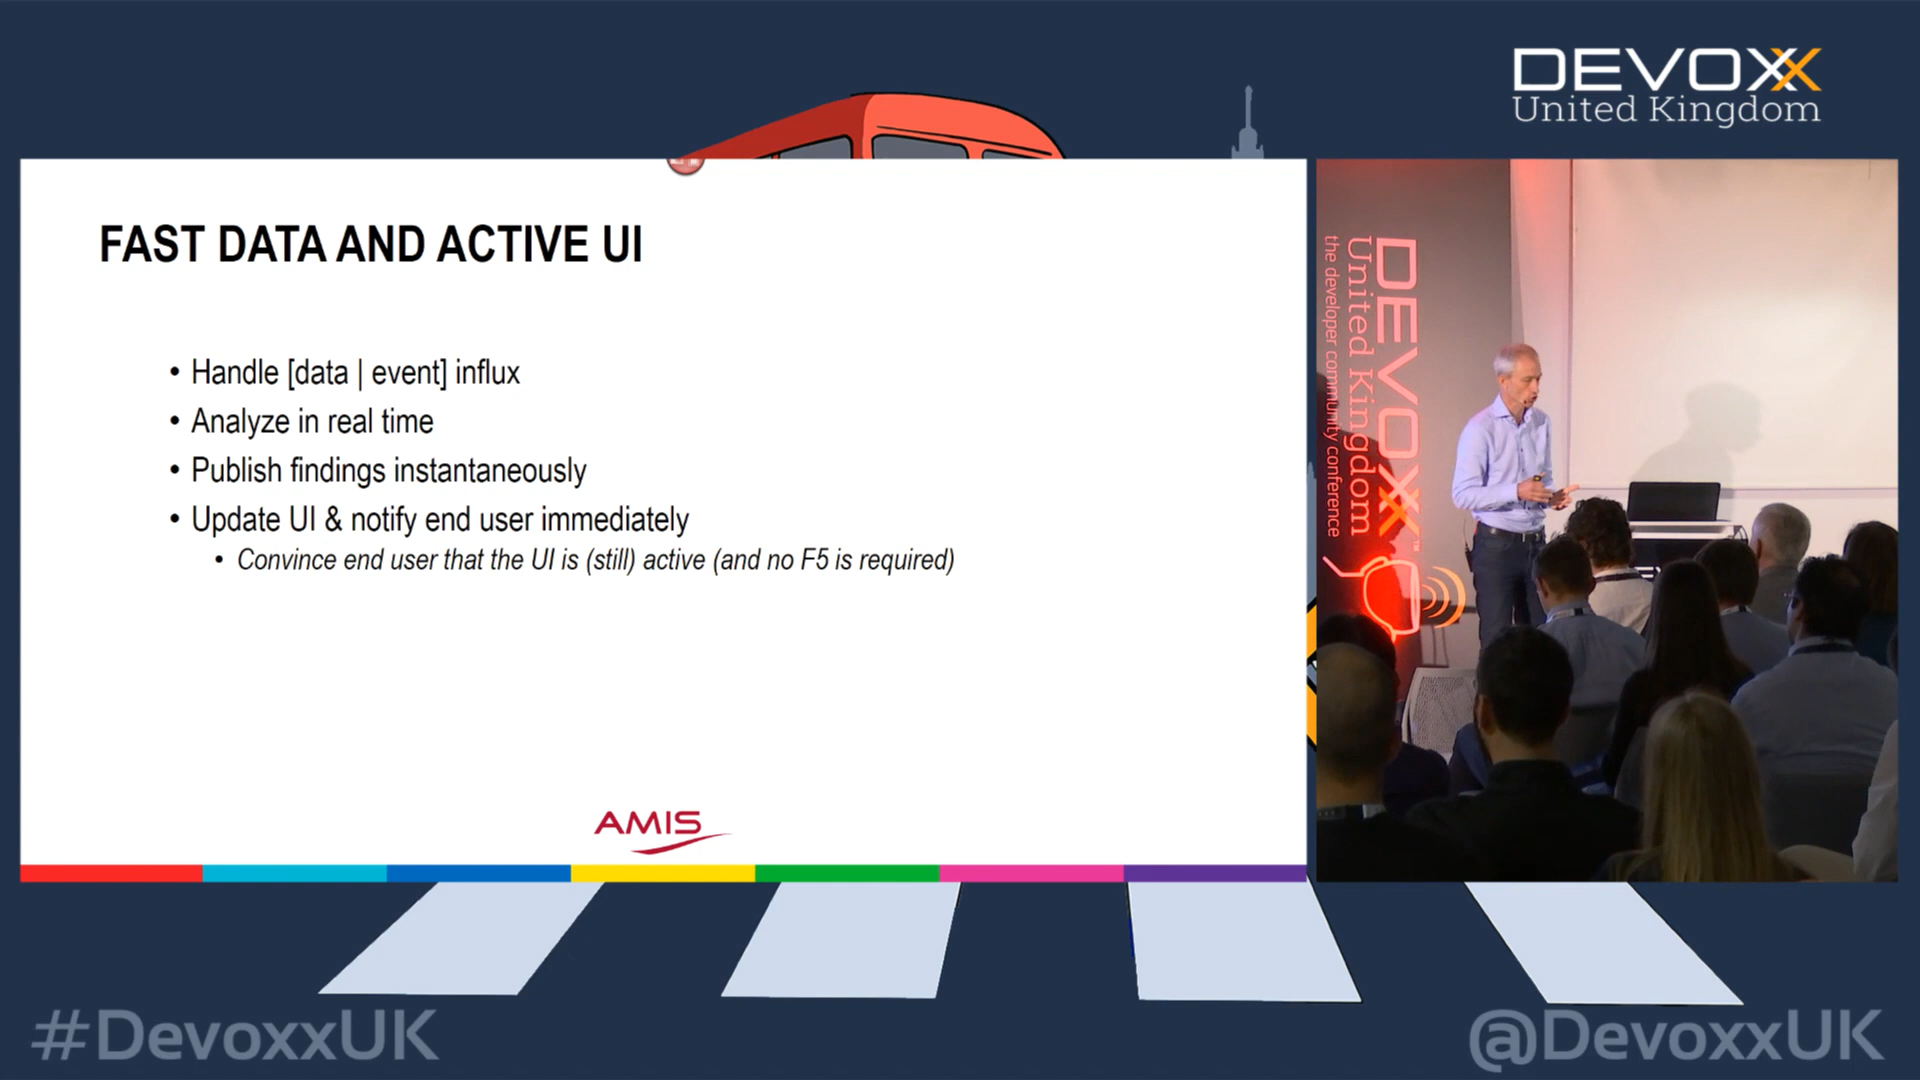 DEVOXX
United Kingdom
FAST DATA AND ACTIVE UI
• Handle [data | event] influx
• Analyze in real time
• Publish findings instantaneously
• Update UI & notify end user immediately
• Convince end user that the UI is (still) active (and no F5 is required)
AMIS
DEVOXX™
United Kingdom
the developer community conference
#DevoxxUK
@DevoxxUK